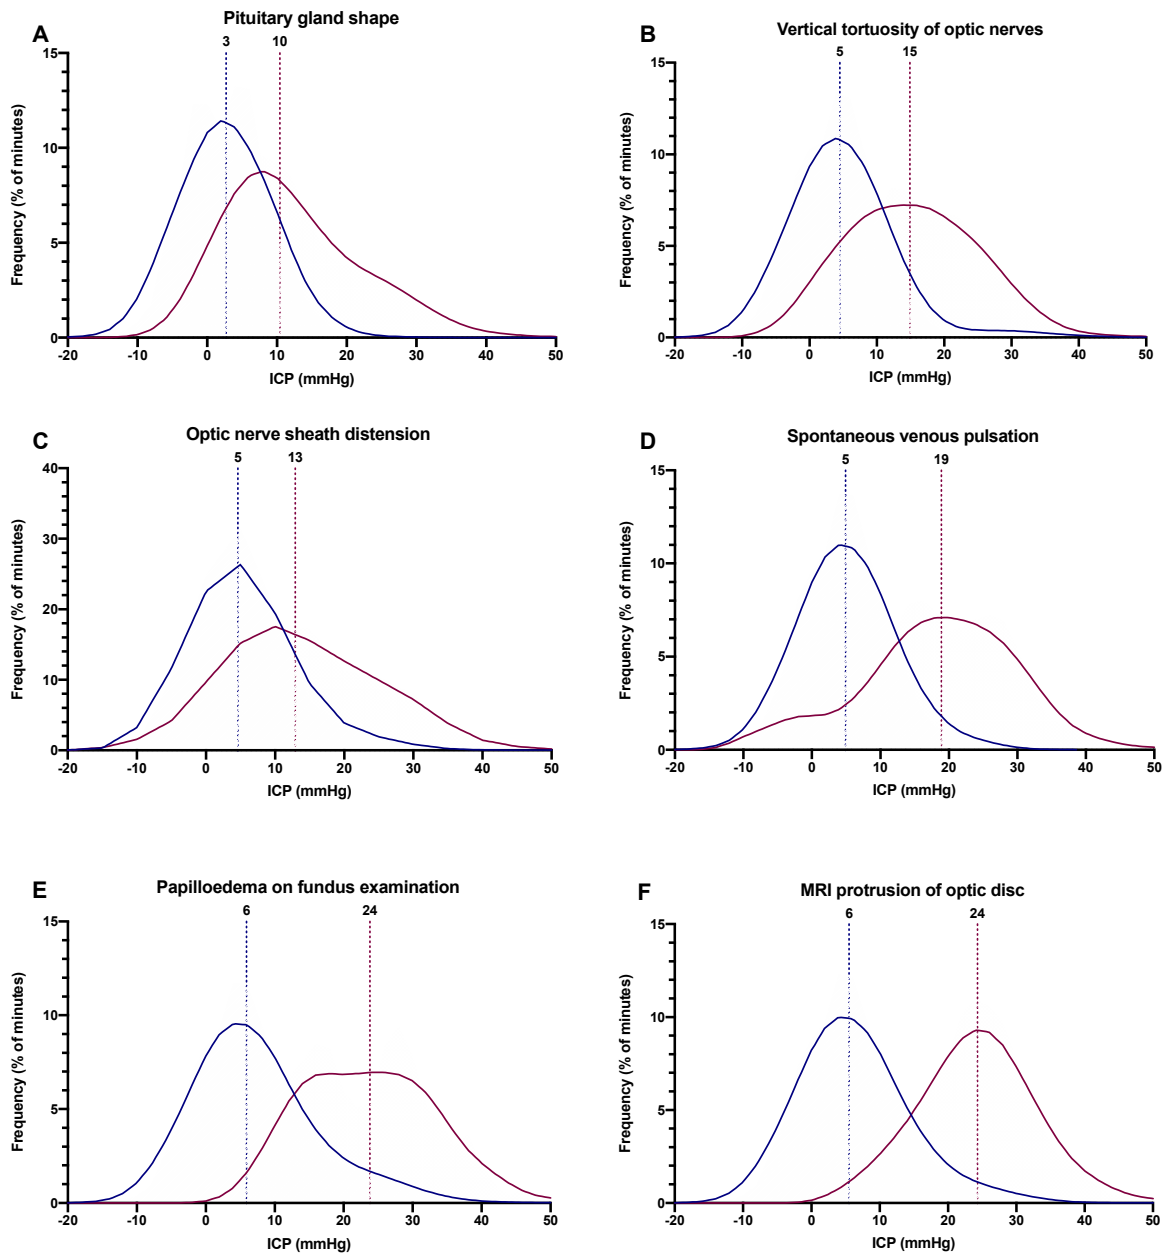 A
Pituitary gland shape
3 10
15
10
5
0
Frequency (% of minutes)
-20 -10 0 10 20 30 40 50
ICP (mmHg)
B
Vertical tortuosity of optic nerves
5 15
15
10
5
0
Frequency (% of minutes)
-20 -10 0 10 20 30 40 50
ICP (mmHg)
C
Optic nerve sheath distension
5 13
40
30
20
10
0
Frequency (% of minutes)
-20 -10 0 10 20 30 40 50
ICP (mmHg)
D
Spontaneous venous pulsation
5 19
15
10
5
0
Frequency (% of minutes)
-20 -10 0 10 20 30 40 50
ICP (mmHg)
E
Papilloedema on fundus examination
6 24
15
10
5
0
Frequency (% of minutes)
-20 -10 0 10 20 30 40 50
ICP (mmHg)
F
MRI protrusion of optic disc
6 24
15
10
5
0
Frequency (% of minutes)
-20 -10 0 10 20 30 40 50
ICP (mmHg)